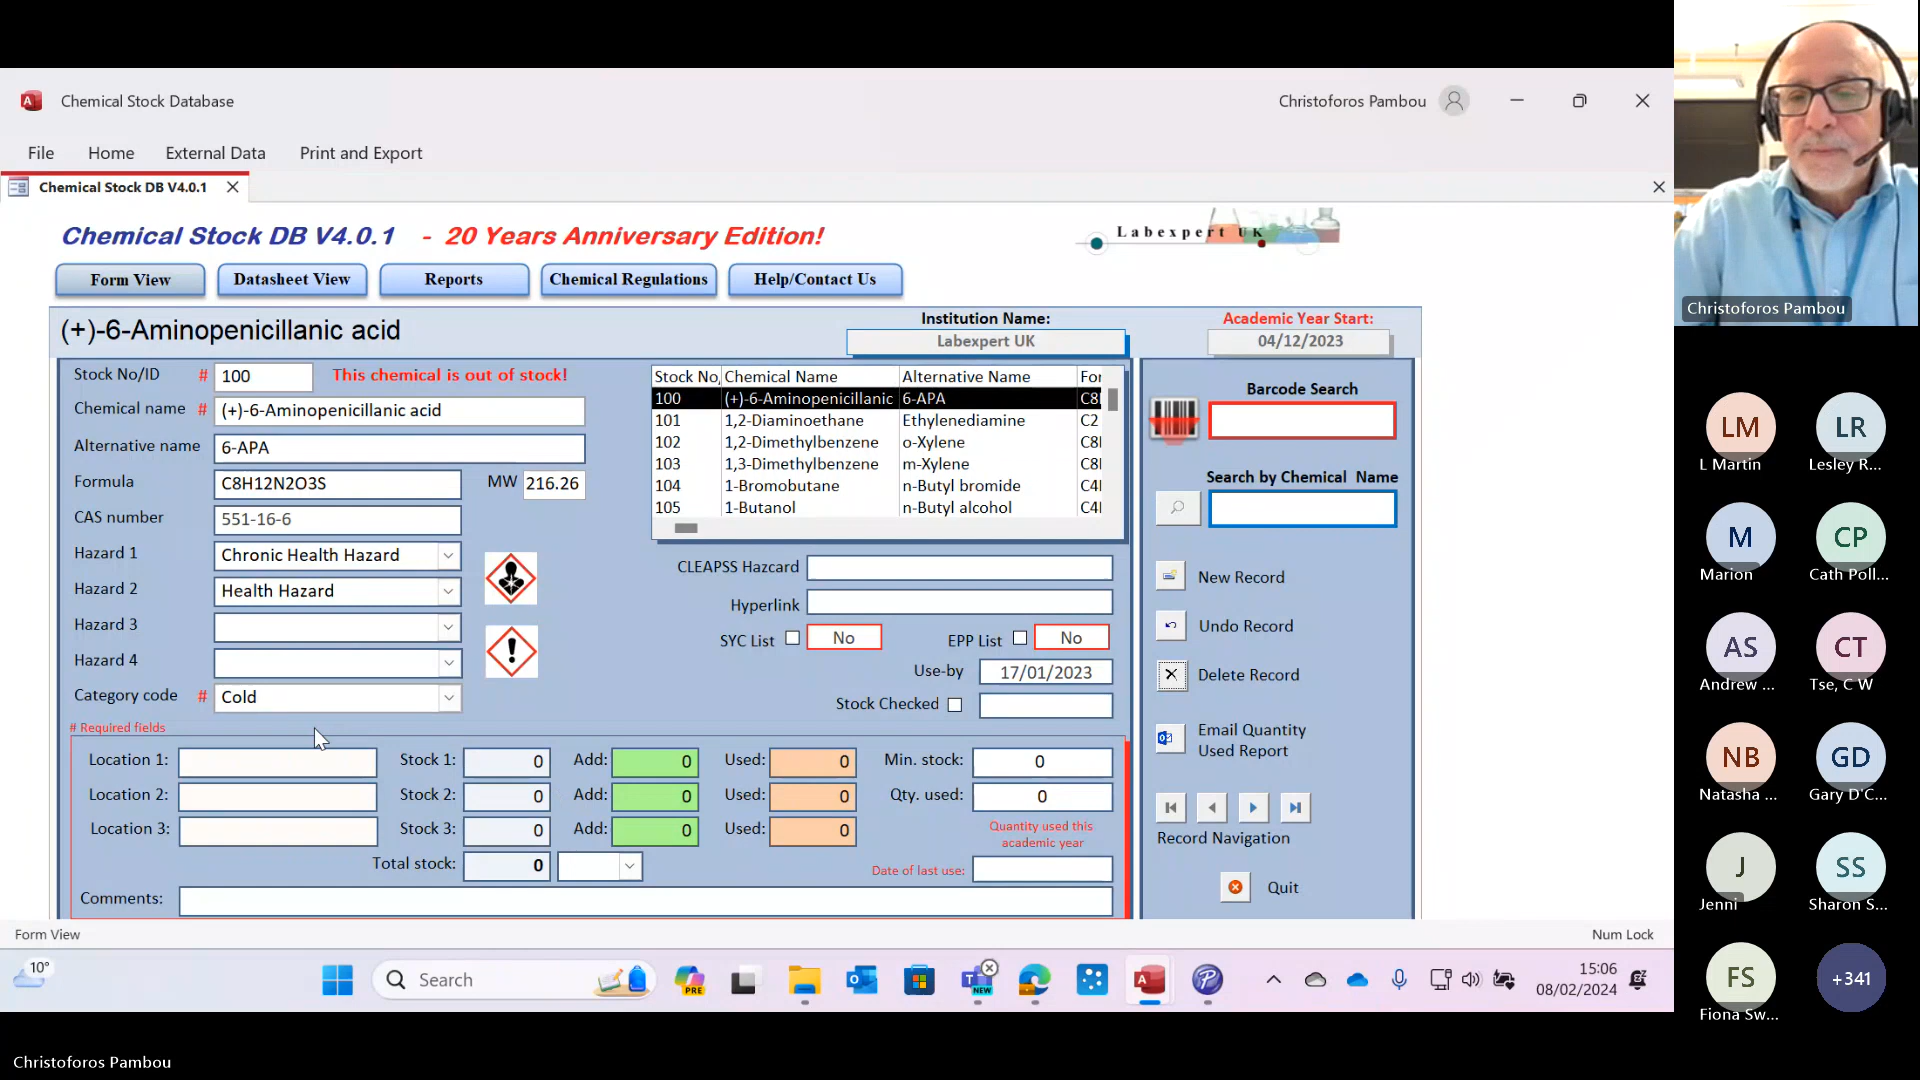 Chemical Stock Database
Christoforos Pambou
File Home External Data Print and Export
Chemical Stock DB V4.0.1
Chemical Stock DB V4.0.1 - 20 Years Anniversary Edition!
Labexpert UK
Form View Datasheet View Reports Chemical Regulations Help/Contact Us
(+)-6-Aminopenicillanic acid
Institution Name:
Labexpert UK
Academic Year Start:
04/12/2023
Stock No/ID # 100 This chemical is out of stock!
Chemical name # (+)-6-Aminopenicillanic acid
Alternative name 6-APA
Formula C8H12N2O3S MW 216.26
CAS number 551-16-6
Hazard 1 Chronic Health Hazard
Hazard 2 Health Hazard
Hazard 3
Hazard 4
Category code # Cold
# Required fields
Stock No, Chemical Name Alternative Name For
100 (+)-6-Aminopenicillanic 6-APA C8
101 1,2-Diaminoethane Ethylenediamine C2
102 1,2-Dimethylbenzene o-Xylene C8
103 1,3-Dimethylbenzene m-Xylene C8
104 1-Bromobutane n-Butyl bromide C4
105 1-Butanol n-Butyl alcohol C4
CLEAPSS Hazcard
Hyperlink
SYC List No EPP List No
Use-by 17/01/2023
Stock Checked
Location 1: Stock 1: 0 Add: 0 Used: 0 Min. stock: 0
Location 2: Stock 2: 0 Add: 0 Used: 0 Qty. used: 0
Location 3: Stock 3: 0 Add: 0 Used: 0
Quantity used this
academic year
Total stock: 0 Date of last use:
Comments:
Barcode Search
Search by Chemical Name
New Record
Undo Record
Delete Record
Email Quantity
Used Report
Record Navigation
Quit
Form View
Num Lock
10°
Search
PRE
NEW
15:06
08/02/2024
Christoforos Pambou
Christoforos Pambou
LM LR
L Martin Lesley R...
M CP
Marion Cath Poll...
AS CT
Andrew ... Tse, C W
NB GD
Natasha ... Gary D'C...
J SS
Jenni Sharon S...
FS +341
Fiona Sw...